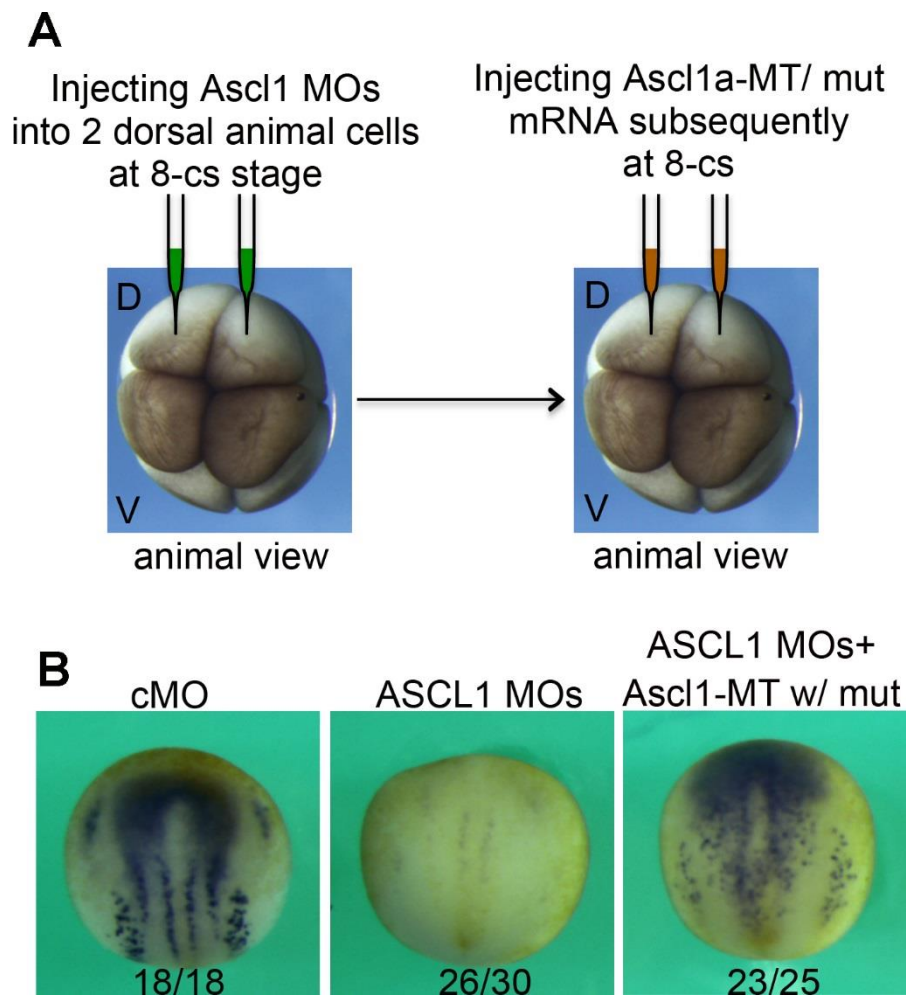 A
Injecting Ascl1 MOs
into 2 dorsal animal cells
at 8-cs stage
Injecting Ascl1a-MT/ mut
mRNA subsequently
at 8-cs
D
V
animal view
D
V
animal view
B
cMO
ASCL1 MOs
ASCL1 MOs+
Ascl1-MT w/ mut
18/18
26/30
23/25